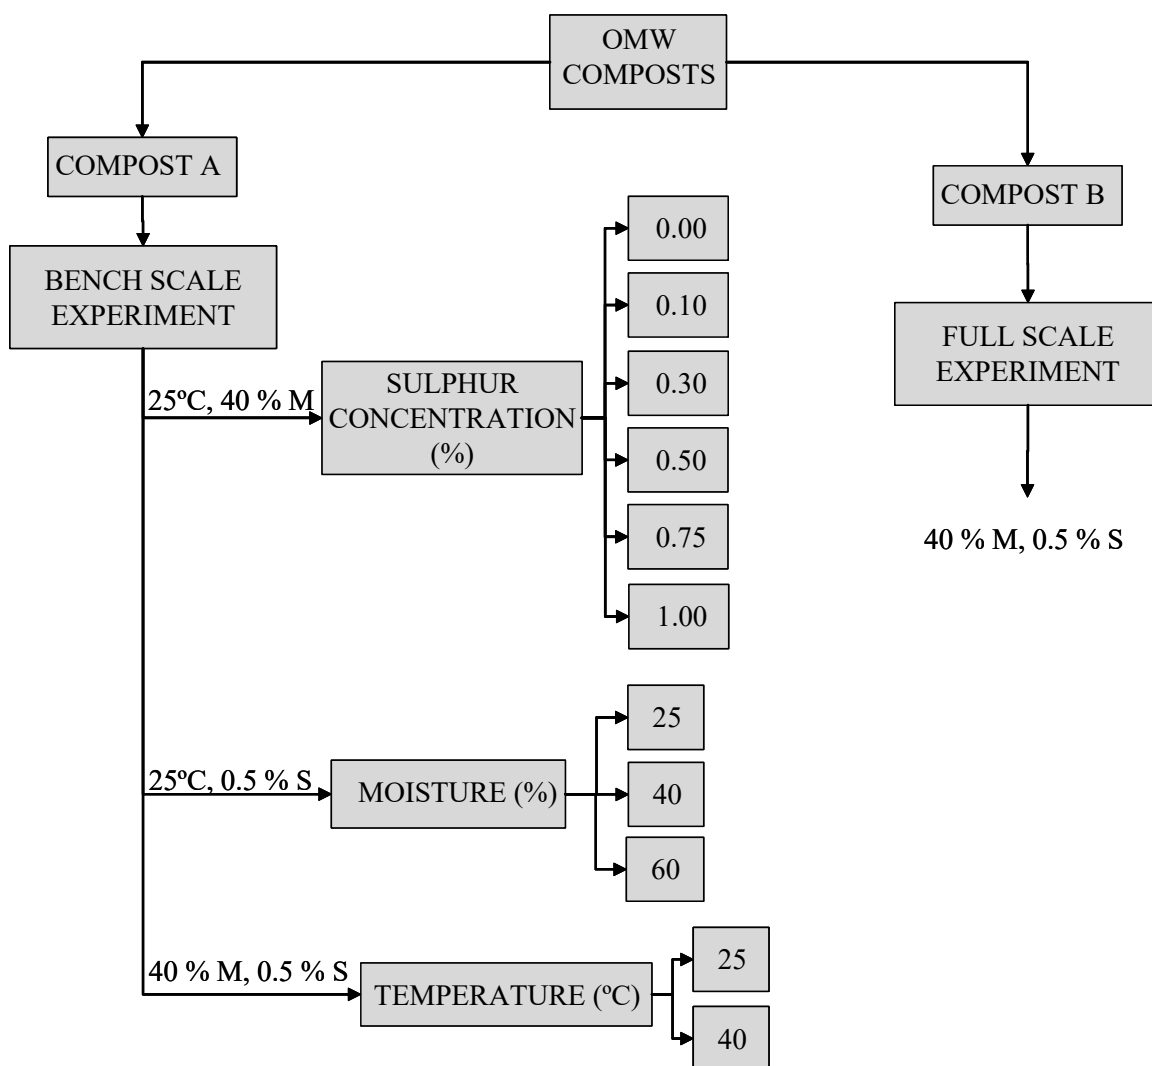 OMW
COMPOSTS
COMPOST A
COMPOST B
BENCH SCALE
EXPERIMENT
FULL SCALE
EXPERIMENT
25ºC, 40 % M
SULPHUR
CONCENTRATION
(%)
0.00
0.10
0.30
0.50
0.75
1.00
40 % M, 0.5 % S
25ºC, 0.5 % S
MOISTURE (%)
25
40
60
40 % M, 0.5 % S
TEMPERATURE (ºC)
25
40